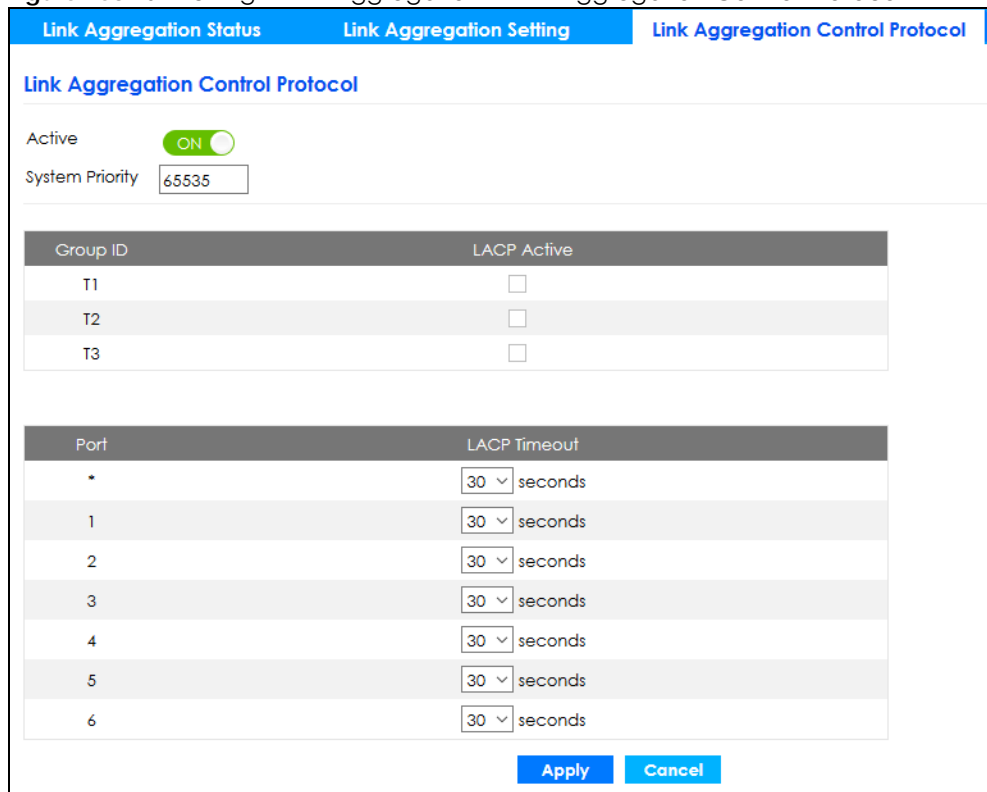 Link Aggregation Status Link Aggregation Setting Link Aggregation Control Protocol
Link Aggregation Control Protocol
Active ON
System Priority 65535
Group ID LACP Active
T1
T2
T3
Port LACP Timeout
* 30 seconds
1 30 seconds
2 30 seconds
3 30 seconds
4 30 seconds
5 30 seconds
6 30 seconds
Apply Cancel